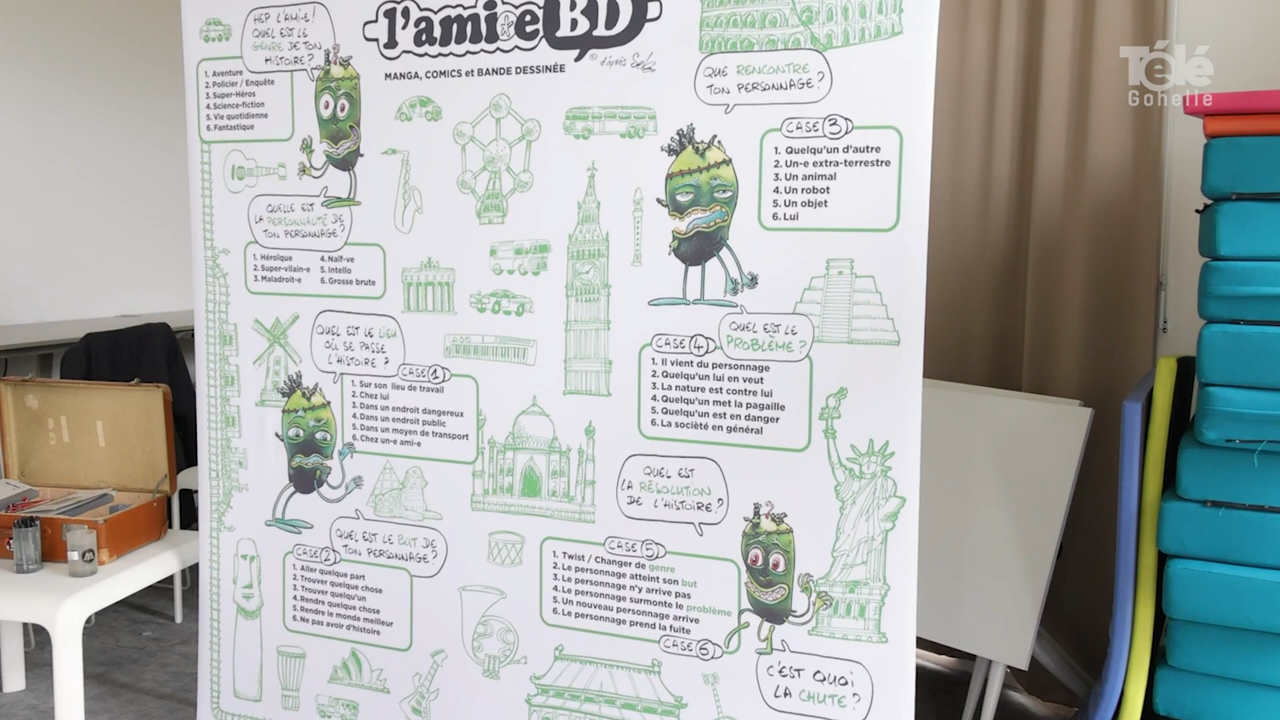 l'ami·e BD
MANGA, COMICS et BANDE DESSINÉE
© d'après
Télé
Gohelle
HEP L'AMI-E!
QUEL EST LE
GENRE DE TON
HISTOIRE?
1. Aventure
2. Policier / Enquête
3. Super-Héros
4. Science-fiction
5. Vie quotidienne
6. Fantastique
QUELLE EST
LA PERSONNALITÉ DE
TON PERSONNAGE?
1. Héroïque
2. Super-vilain-e
3. Maladroit-e
4. Naïf-ve
5. Intello
6. Grosse brute
QUEL EST LE LIEU
OÙ SE PASSE
L'HISTOIRE ?
CASE 1
1. Sur son lieu de travail
2. Chez lui
3. Dans un endroit dangereux
4. Dans un endroit public
5. Dans un moyen de transport
6. Chez un-e ami-e
QUEL EST LE BUT DE
TON PERSONNAGE?
CASE 2
1. Aller quelque part
2. Trouver quelque chose
3. Trouver quelqu'un
4. Rendre quelque chose
5. Rendre le monde meilleur
6. Ne pas avoir d'histoire
QUE RENCONTRE
TON PERSONNAGE?
CASE 3
1. Quelqu'un d'autre
2. Un-e extra-terrestre
3. Un animal
4. Un robot
5. Un objet
6. Lui
QUEL EST LE
PROBLÈME ?
CASE 4
1. Il vient du personnage
2. Quelqu'un lui en veut
3. La nature est contre lui
4. Quelqu'un met la pagaille
5. Quelqu'un est en danger
6. La société en général
QUEL EST
LA RÉSOLUTION
DE L'HISTOIRE?
CASE 5
1. Twist / Changer de genre
2. Le personnage atteint son but
3. Le personnage n'y arrive pas
4. Le personnage surmonte le problème
5. Un nouveau personnage arrive
6. Le personnage prend la fuite
CASE 6
C'EST QUOI
LA CHUTE?